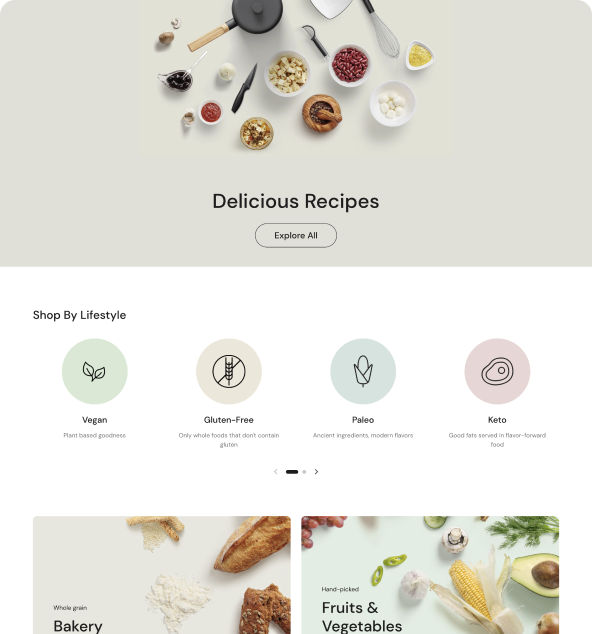 Delicious Recipes
Explore All
Shop By Lifestyle
Vegan
Plant based goodness
Gluten-Free
Only whole foods that don't contain
gluten
Paleo
Ancient ingredients, modern flavors
Keto
Good fats served in flavor-forward
food
Whole grain
Bakery
Hand-picked
Fruits &
Vegetables